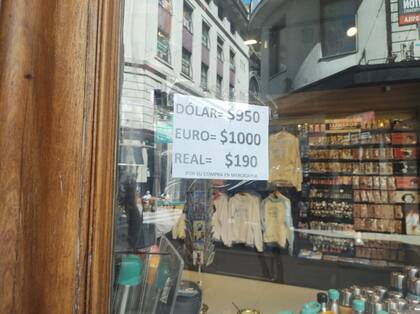 DÓLAR= $950
EURO= $1000
REAL= $190
POR SU COMPRA EN MERCADERIA